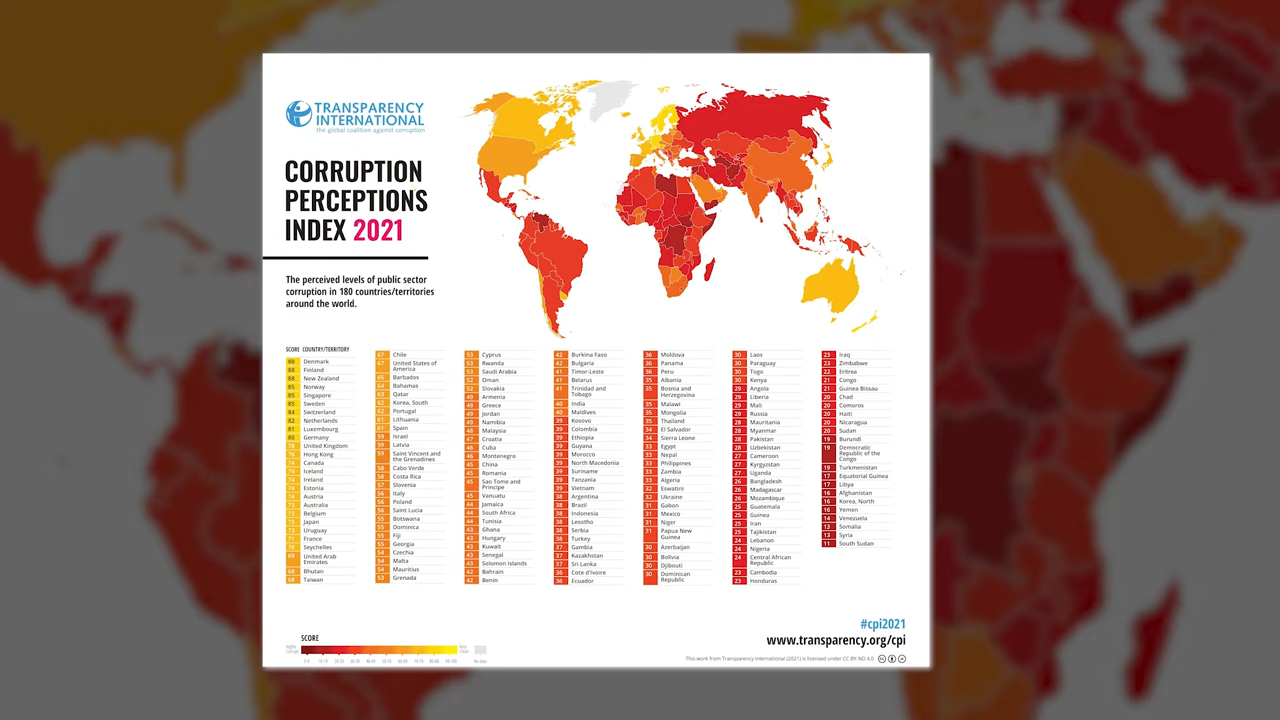 TRANSPARENCY
INTERNATIONAL
the global coalition against corruption
CORRUPTION
PERCEPTIONS
INDEX 2021
The perceived levels of public sector
corruption in 180 countries/territories
around the world.
SCORE COUNTRY/TERRITORY
88 Denmark
88 Finland
88 New Zealand
85 Norway
85 Singapore
85 Sweden
84 Switzerland
82 Netherlands
81 Luxembourg
80 Germany
78 United Kingdom
76 Hong Kong
74 Canada
74 Iceland
74 Ireland
74 Estonia
74 Austria
73 Australia
73 Belgium
73 Japan
73 Uruguay
71 France
70 Seychelles
69 United Arab
Emirates
68 Bhutan
68 Taiwan
67 Chile
67 United States of
America
65 Barbados
64 Bahamas
63 Qatar
62 Korea, South
62 Portugal
61 Lithuania
61 Spain
59 Israel
59 Latvia
59 Saint Vincent and
the Grenadines
58 Cabo Verde
58 Costa Rica
57 Slovenia
56 Italy
56 Poland
56 Saint Lucia
55 Botswana
55 Dominica
55 Fiji
55 Georgia
54 Czechia
54 Malta
54 Mauritius
53 Grenada
53 Cyprus
53 Rwanda
53 Saudi Arabia
52 Oman
52 Slovakia
49 Armenia
49 Greece
49 Jordan
49 Namibia
48 Malaysia
47 Croatia
46 Cuba
46 Montenegro
45 China
45 Romania
45 Sao Tome and
Principe
45 Vanuatu
44 Jamaica
44 South Africa
44 Tunisia
43 Ghana
43 Hungary
43 Kuwait
43 Senegal
43 Solomon Islands
42 Bahrain
42 Benin
42 Burkina Faso
42 Bulgaria
41 Timor-Leste
41 Belarus
41 Trinidad and
Tobago
40 India
40 Maldives
39 Kosovo
39 Colombia
39 Ethiopia
39 Guyana
39 Morocco
39 North Macedonia
39 Suriname
39 Tanzania
39 Vietnam
38 Argentina
38 Brazil
38 Indonesia
38 Lesotho
38 Serbia
38 Turkey
37 Gambia
37 Kazakhstan
37 Sri Lanka
36 Cote d'Ivoire
36 Ecuador
36 Moldova
36 Panama
36 Peru
35 Albania
35 Bosnia and
Herzegovina
35 Malawi
35 Mongolia
35 Thailand
34 El Salvador
34 Sierra Leone
33 Egypt
33 Nepal
33 Philippines
33 Zambia
33 Algeria
32 Eswatini
32 Ukraine
31 Gabon
31 Mexico
31 Niger
31 Papua New
Guinea
30 Azerbaijan
30 Bolivia
30 Djibouti
30 Dominican
Republic
30 Laos
30 Paraguay
30 Togo
30 Kenya
29 Angola
29 Liberia
29 Mali
29 Russia
28 Mauritania
28 Myanmar
28 Pakistan
28 Uzbekistan
27 Cameroon
27 Kyrgyzstan
27 Uganda
26 Bangladesh
26 Madagascar
26 Mozambique
25 Guatemala
25 Guinea
25 Iran
25 Tajikistan
24 Lebanon
24 Nigeria
24 Central African
Republic
23 Cambodia
23 Honduras
23 Iraq
23 Zimbabwe
22 Eritrea
21 Congo
21 Guinea Bissau
20 Chad
20 Comoros
20 Haiti
20 Nicaragua
20 Sudan
19 Burundi
19 Democratic
Republic of the
Congo
19 Turkmenistan
17 Equatorial Guinea
17 Libya
16 Afghanistan
16 Korea, North
16 Yemen
14 Venezuela
13 Somalia
13 Syria
11 South Sudan
#cpi2021
www.transparency.org/cpi
SCORE
This work from Transparency International (2021) is licensed under CC BY-ND 4.0